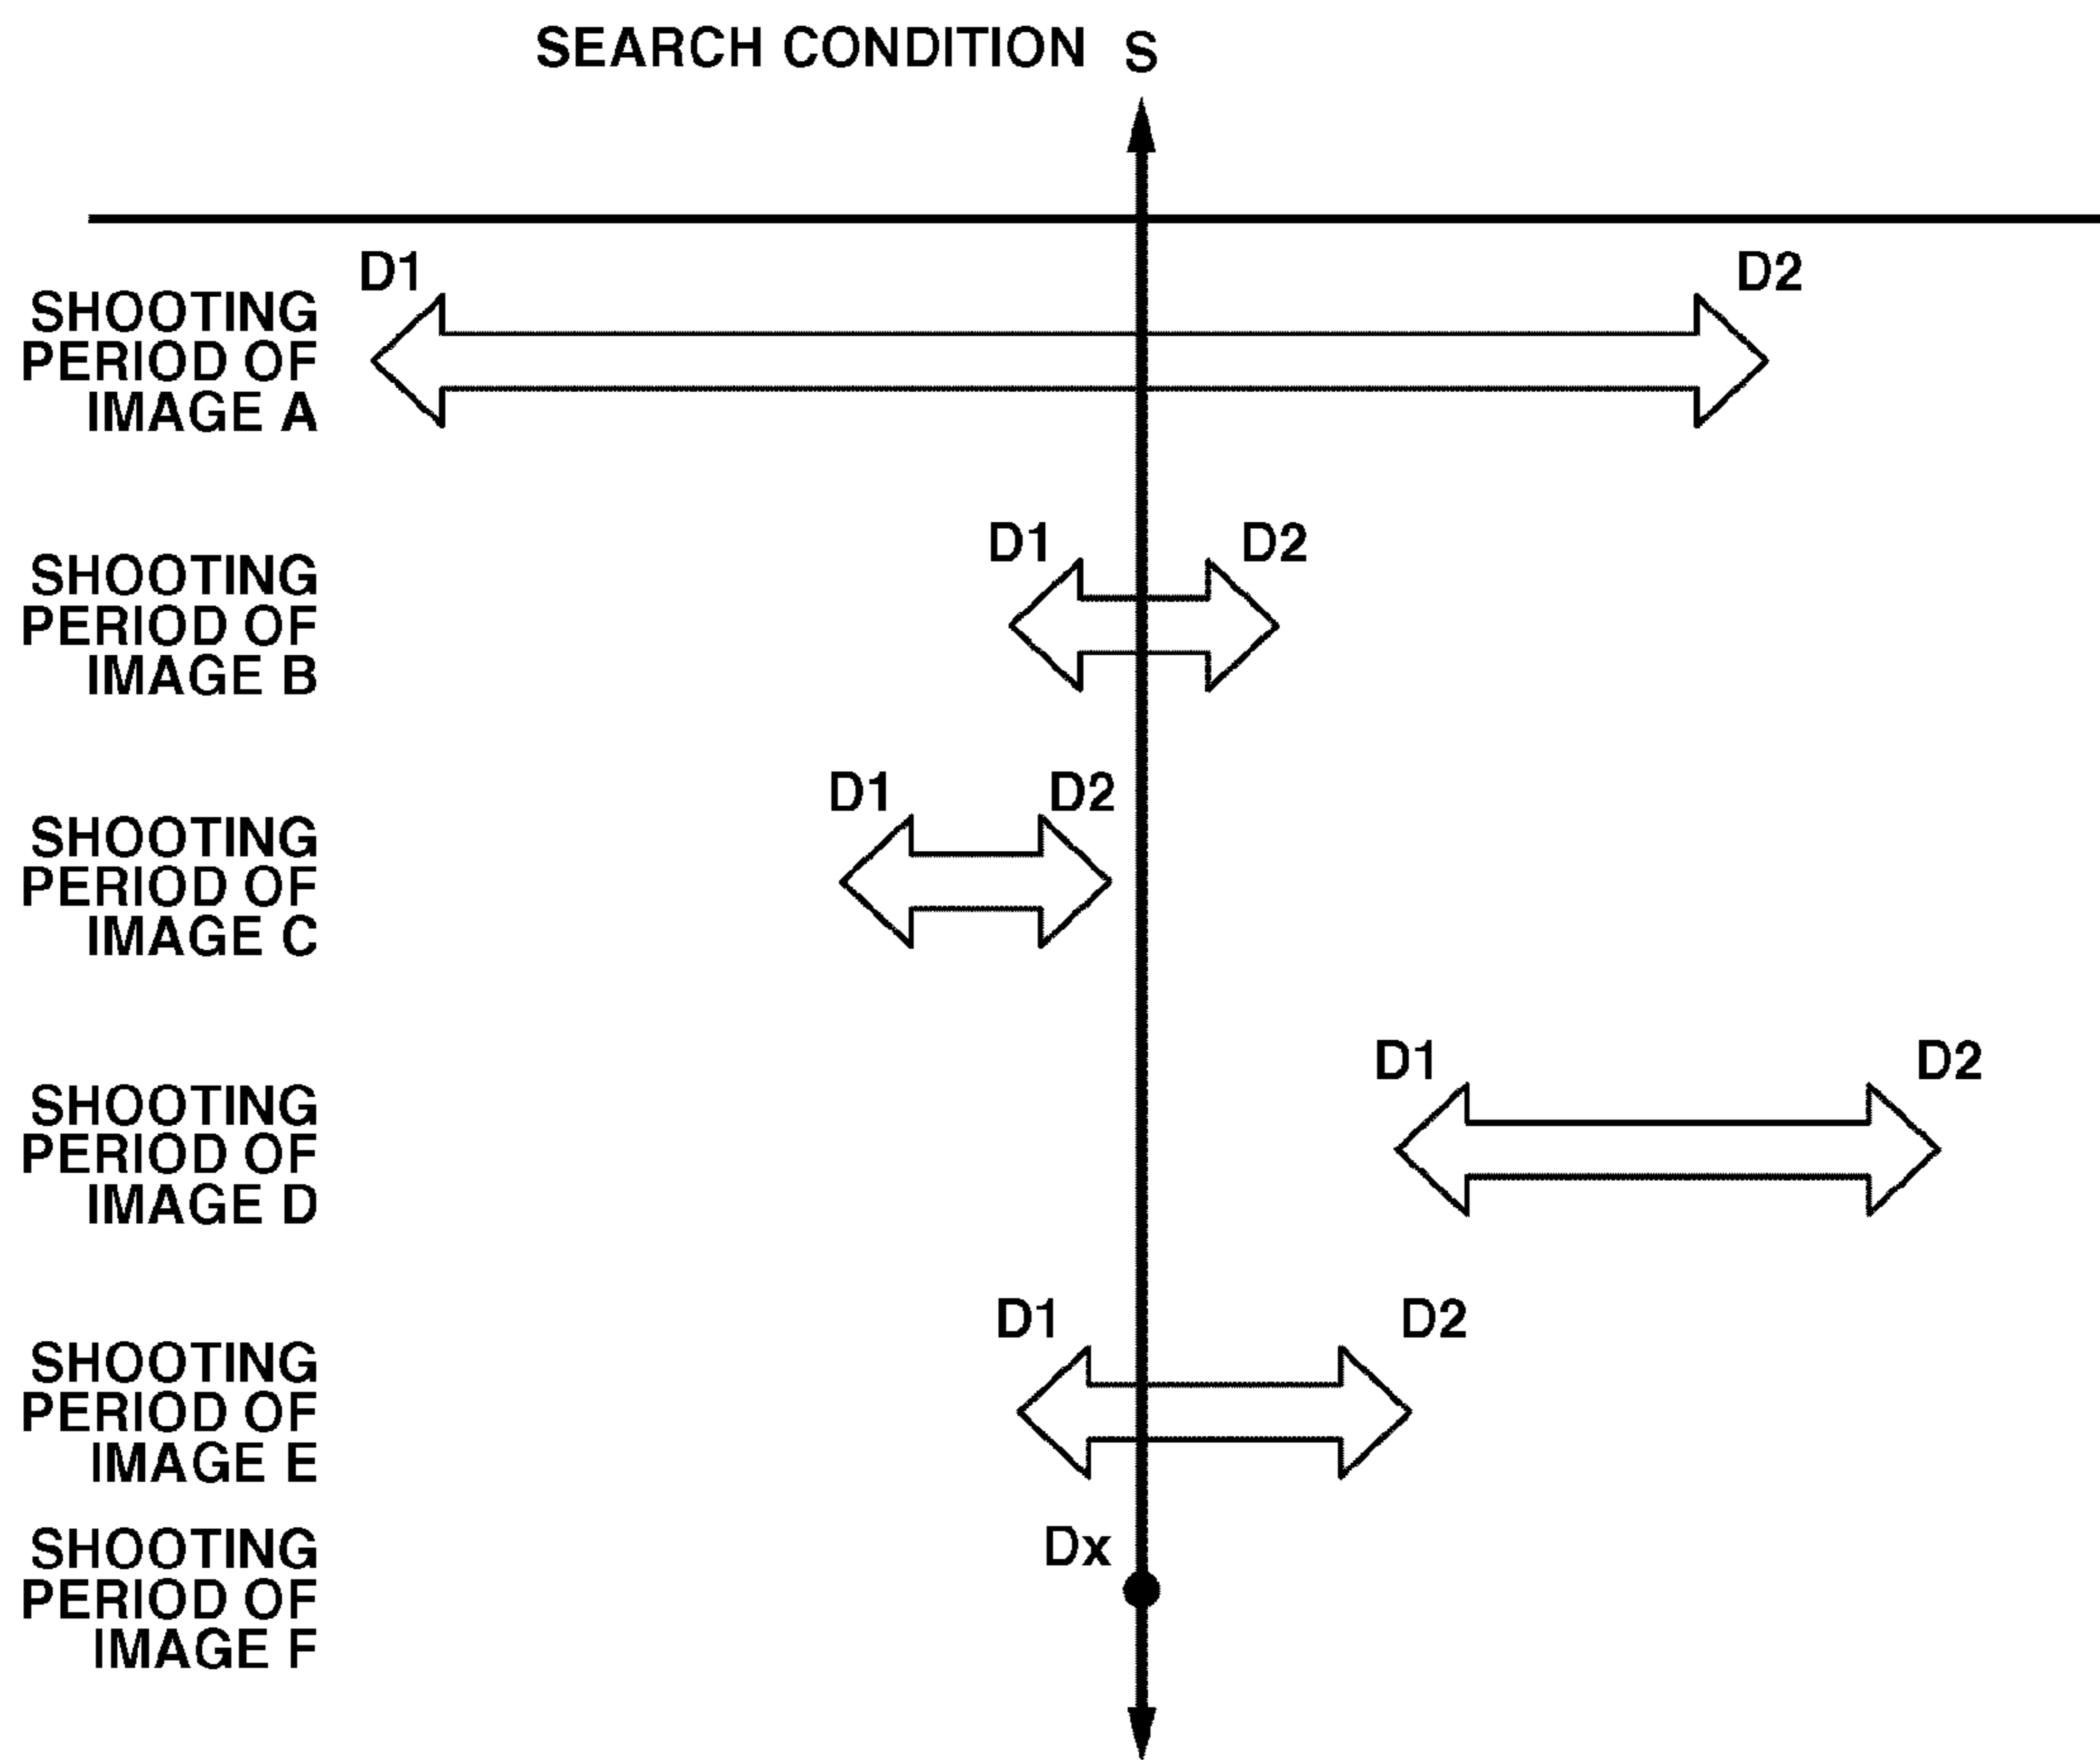 SEARCH CONDITION S
D1 D2
SHOOTING
PERIOD OF
IMAGE A
D1 D2
SHOOTING
PERIOD OF
IMAGE B
D1 D2
SHOOTING
PERIOD OF
IMAGE C
D1 D2
SHOOTING
PERIOD OF
IMAGE D
D1 D2
SHOOTING
PERIOD OF
IMAGE E
Dx
SHOOTING
PERIOD OF
IMAGE F